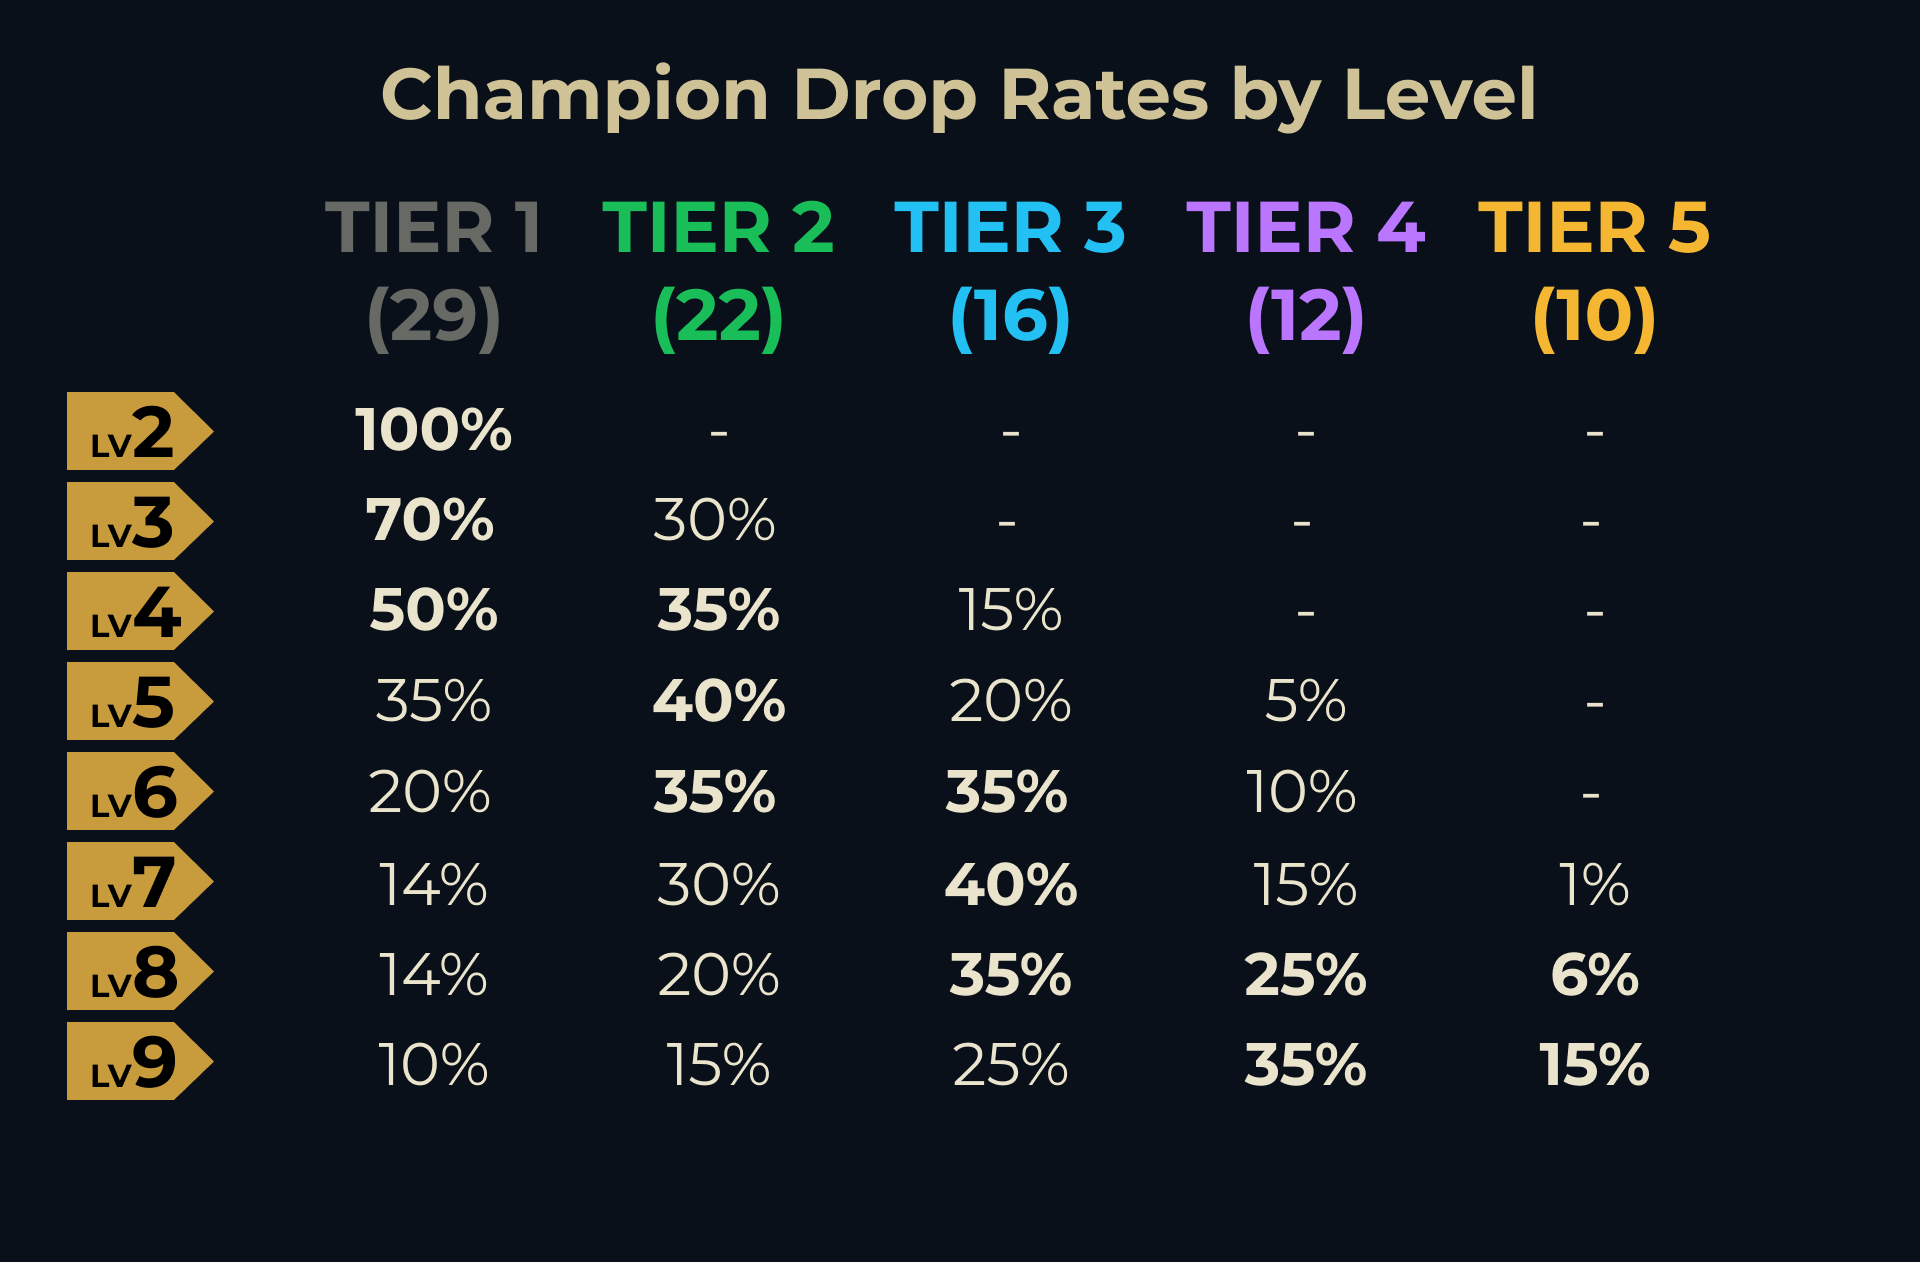 Champion Drop Rates by Level
TIER 1 TIER 2 TIER 3 TIER 4 TIER 5
(29) (22) (16) (12) (10)
LV2 100% - - - -
LV3 70% 30% - - -
LV4 50% 35% 15% - -
LV5 35% 40% 20% 5% -
LV6 20% 35% 35% 10% -
LV7 14% 30% 40% 15% 1%
LV8 14% 20% 35% 25% 6%
LV9 10% 15% 25% 35% 15%